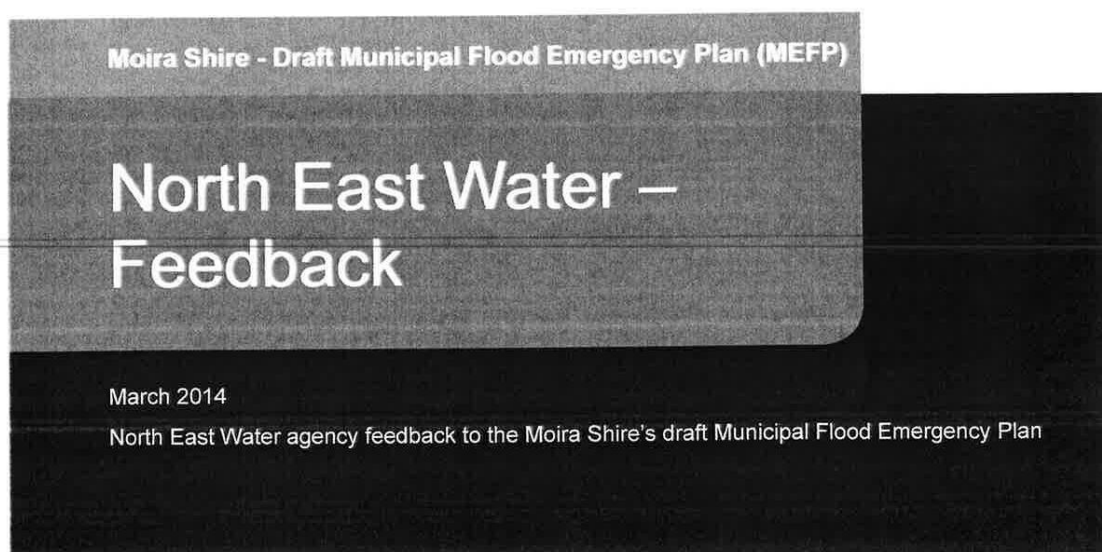 Moira Shire - Draft Municipal Flood Emergency Plan (MEFP)
North East Water –
Feedback
March 2014
North East Water agency feedback to the Moira Shire's draft Municipal Flood Emergency Plan